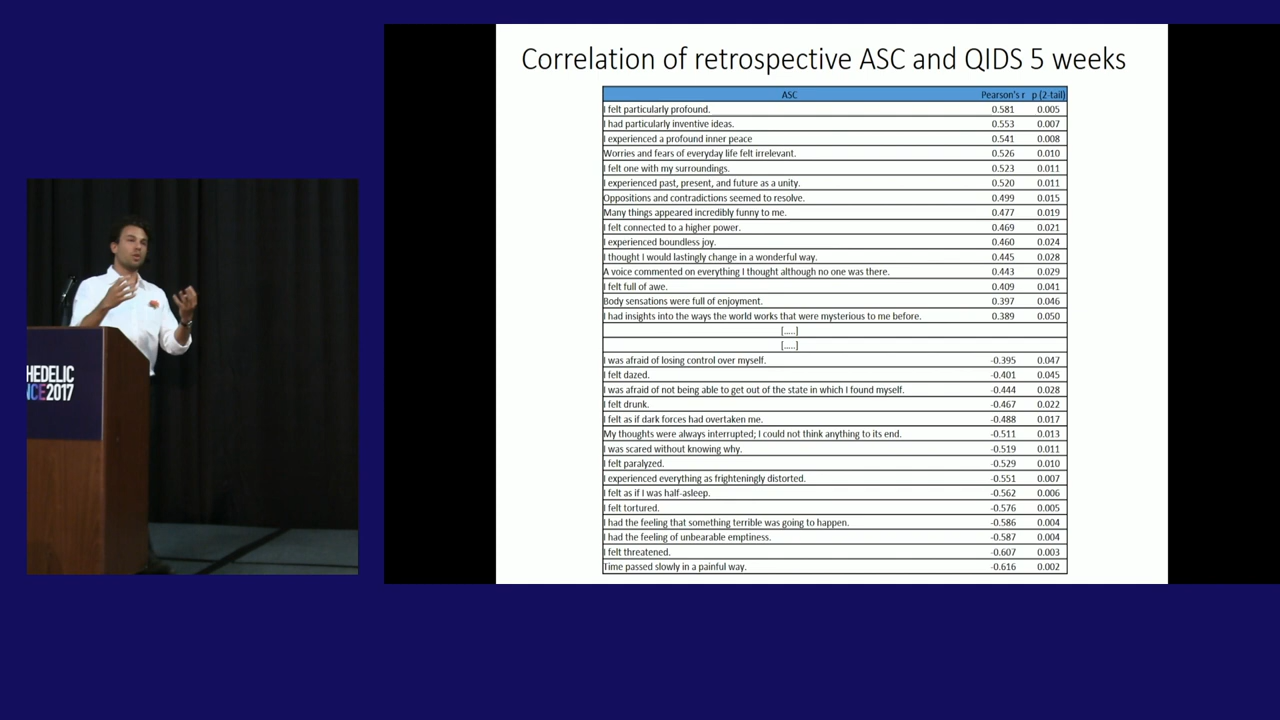 Correlation of retrospective ASC and QIDS 5 weeks
ASC Pearson's r p (2-tail)
I felt particularly profound. 0.581 0.005
I had particularly inventive ideas. 0.553 0.007
I experienced a profound inner peace 0.541 0.008
Worries and fears of everyday life felt irrelevant. 0.526 0.010
I felt one with my surroundings. 0.523 0.011
I experienced past, present, and future as a unity. 0.520 0.011
Oppositions and contradictions seemed to resolve. 0.499 0.015
Many things appeared incredibly funny to me. 0.477 0.019
I felt connected to a higher power. 0.469 0.021
I experienced boundless joy. 0.460 0.024
I thought I would lastingly change in a wonderful way. 0.445 0.028
A voice commented on everything I thought although no one was there. 0.443 0.029
I felt full of awe. 0.409 0.041
Body sensations were full of enjoyment. 0.397 0.046
I had insights into the ways the world works that were mysterious to me before. 0.389 0.050
[.....]
[.....]
I was afraid of losing control over myself. -0.395 0.047
I felt dazed. -0.401 0.045
I was afraid of not being able to get out of the state in which I found myself. -0.444 0.028
I felt drunk. -0.467 0.022
I felt as if dark forces had overtaken me. -0.488 0.017
My thoughts were always interrupted; I could not think anything to its end. -0.511 0.013
I was scared without knowing why. -0.519 0.011
I felt paralyzed. -0.529 0.010
I experienced everything as frighteningly distorted. -0.551 0.007
I felt as if I was half-asleep. -0.562 0.006
I felt tortured. -0.576 0.005
I had the feeling that something terrible was going to happen. -0.586 0.004
I had the feeling of unbearable emptiness. -0.587 0.004
I felt threatened. -0.607 0.003
Time passed slowly in a painful way. -0.616 0.002
HEDELIC
NCE2017